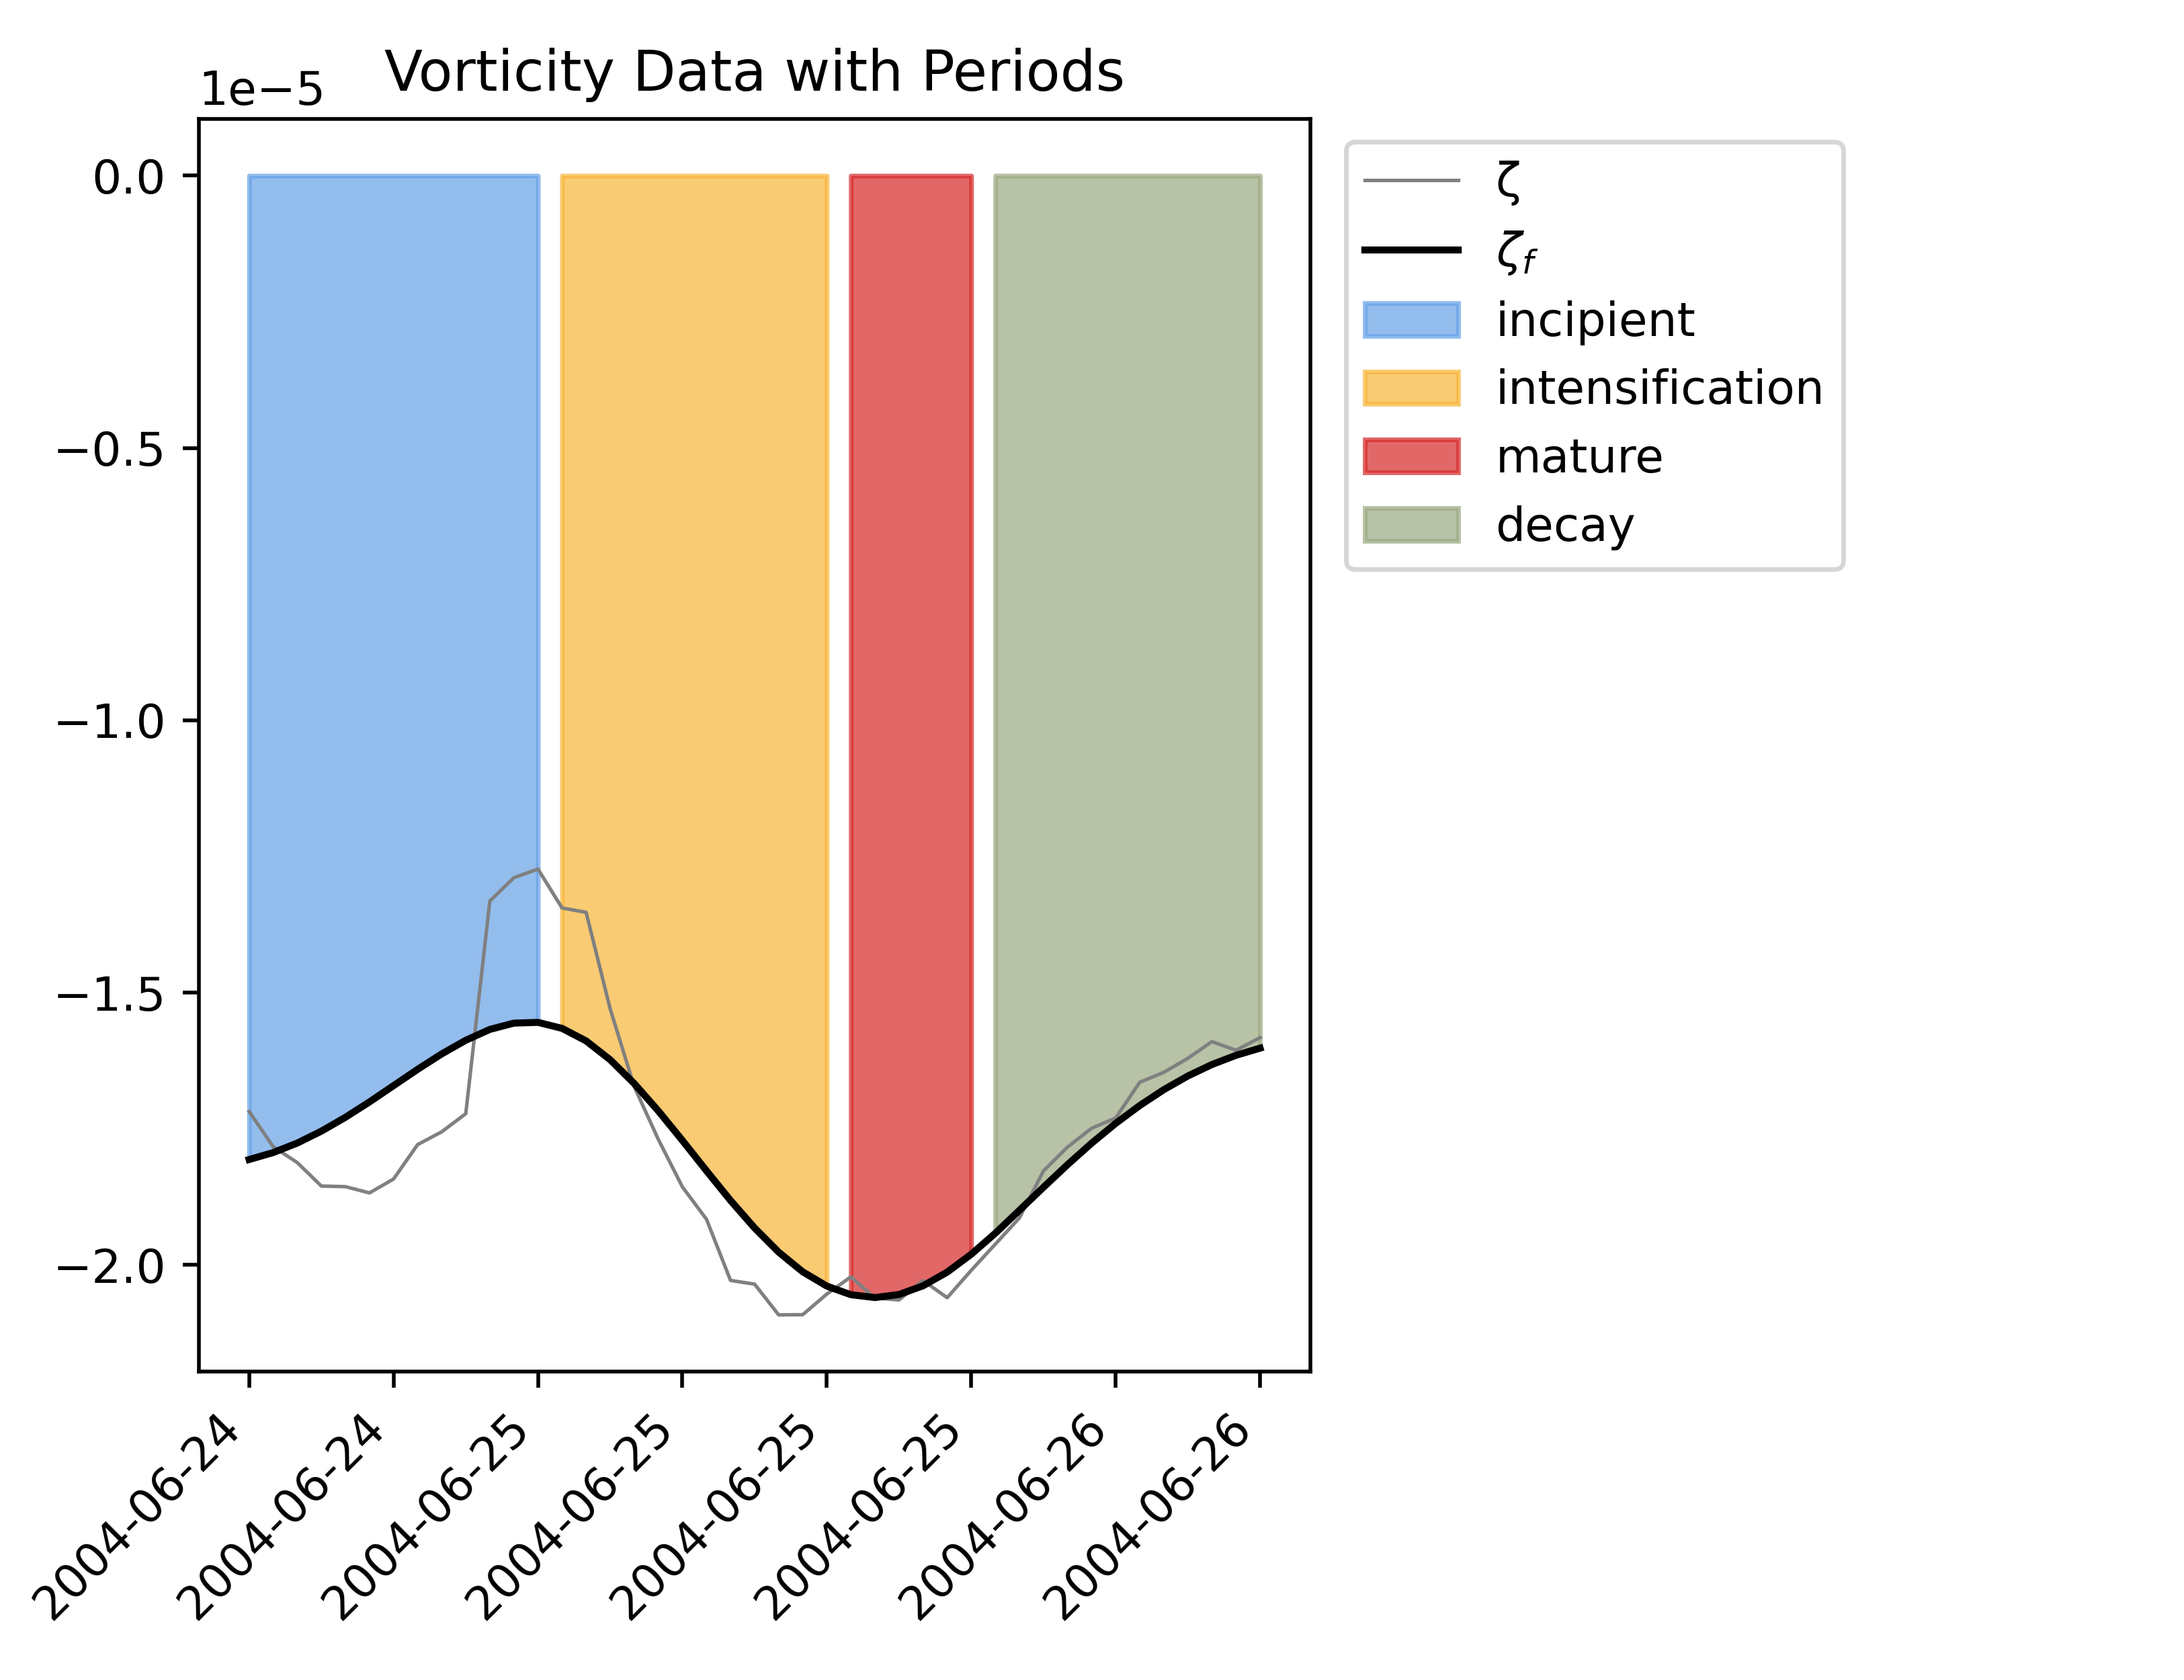 Vorticity Data with Periods
1e−5
0.0
−0.5
−1.0
−1.5
−2.0
2004-06-24
2004-06-24
2004-06-25
2004-06-25
2004-06-25
2004-06-25
2004-06-26
2004-06-26
ζ
ζf
incipient
intensification
mature
decay